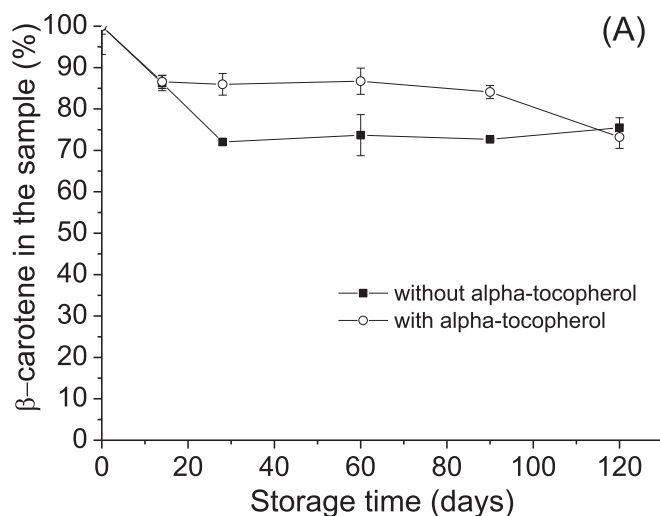 (A)
β–carotene in the sample (%)
100
90
80
70
60
50
40
30
20
10
0
without alpha-tocopherol
with alpha-tocopherol
0 20 40 60 80 100 120
Storage time (days)